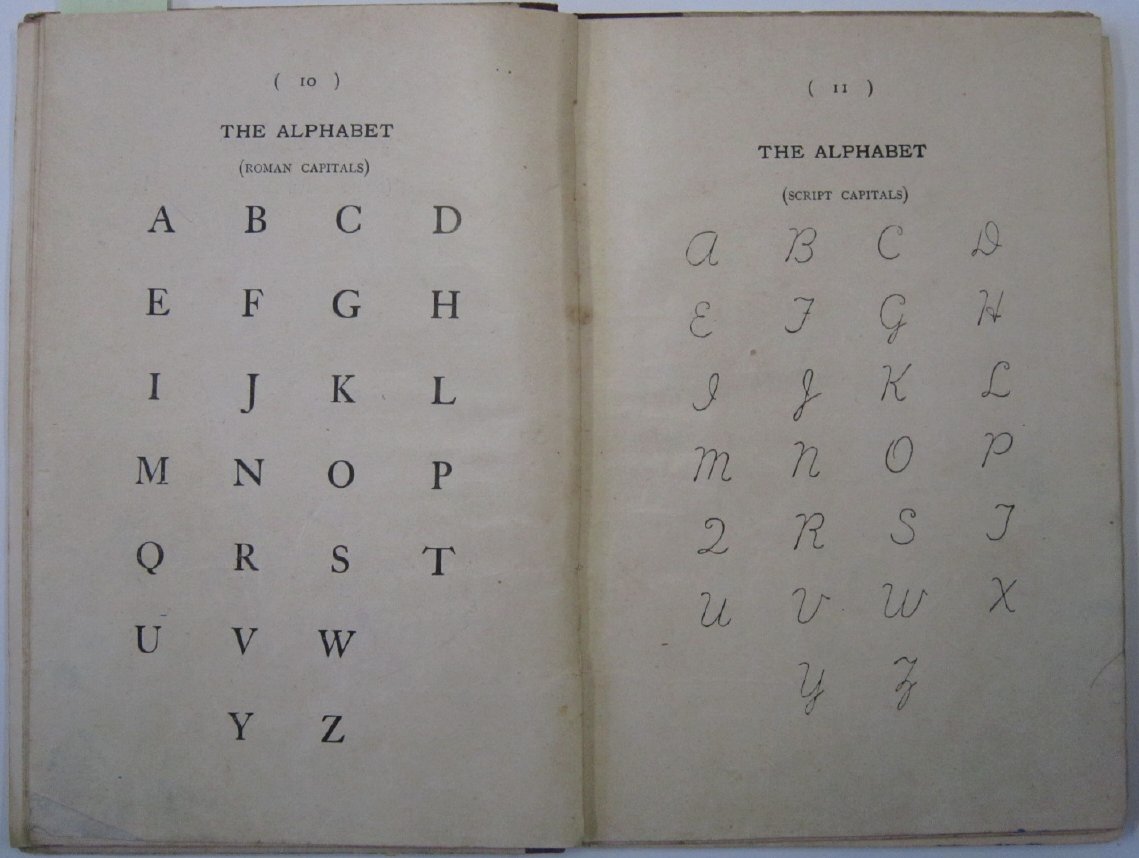 ( 10 )
THE ALPHABET
(ROMAN CAPITALS)
A B C D
E F G H
I J K L
M N O P
Q R S T
U V W
Y Z
( 11 )
THE ALPHABET
(SCRIPT CAPITALS)
A B C D
E F G H
I J K L
M N O P
Q R S T
U V W X
Y Z